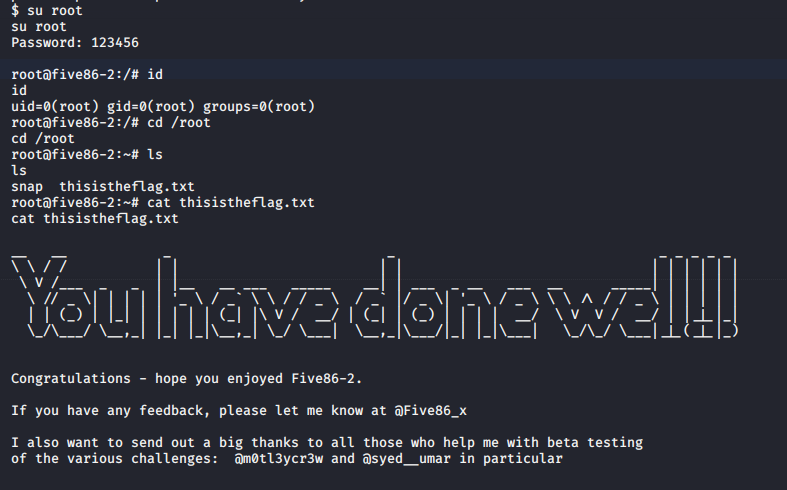 $ su root
su root
Password: 123456
root@five86-2:/# id
id
uid=0(root) gid=0(root) groups=0(root)
root@five86-2:/# cd /root
cd /root
root@five86-2:~# ls
ls
snap  thisistheflag.txt
root@five86-2:~# cat thisistheflag.txt
cat thisistheflag.txt
You have done well!!!
Congratulations - hope you enjoyed Five86-2.
If you have any feedback, please let me know at @Five86_x
I also want to send out a big thanks to all those who help me with beta testing
of the various challenges:  @m0tl3ycr3w and @syed__umar in particular